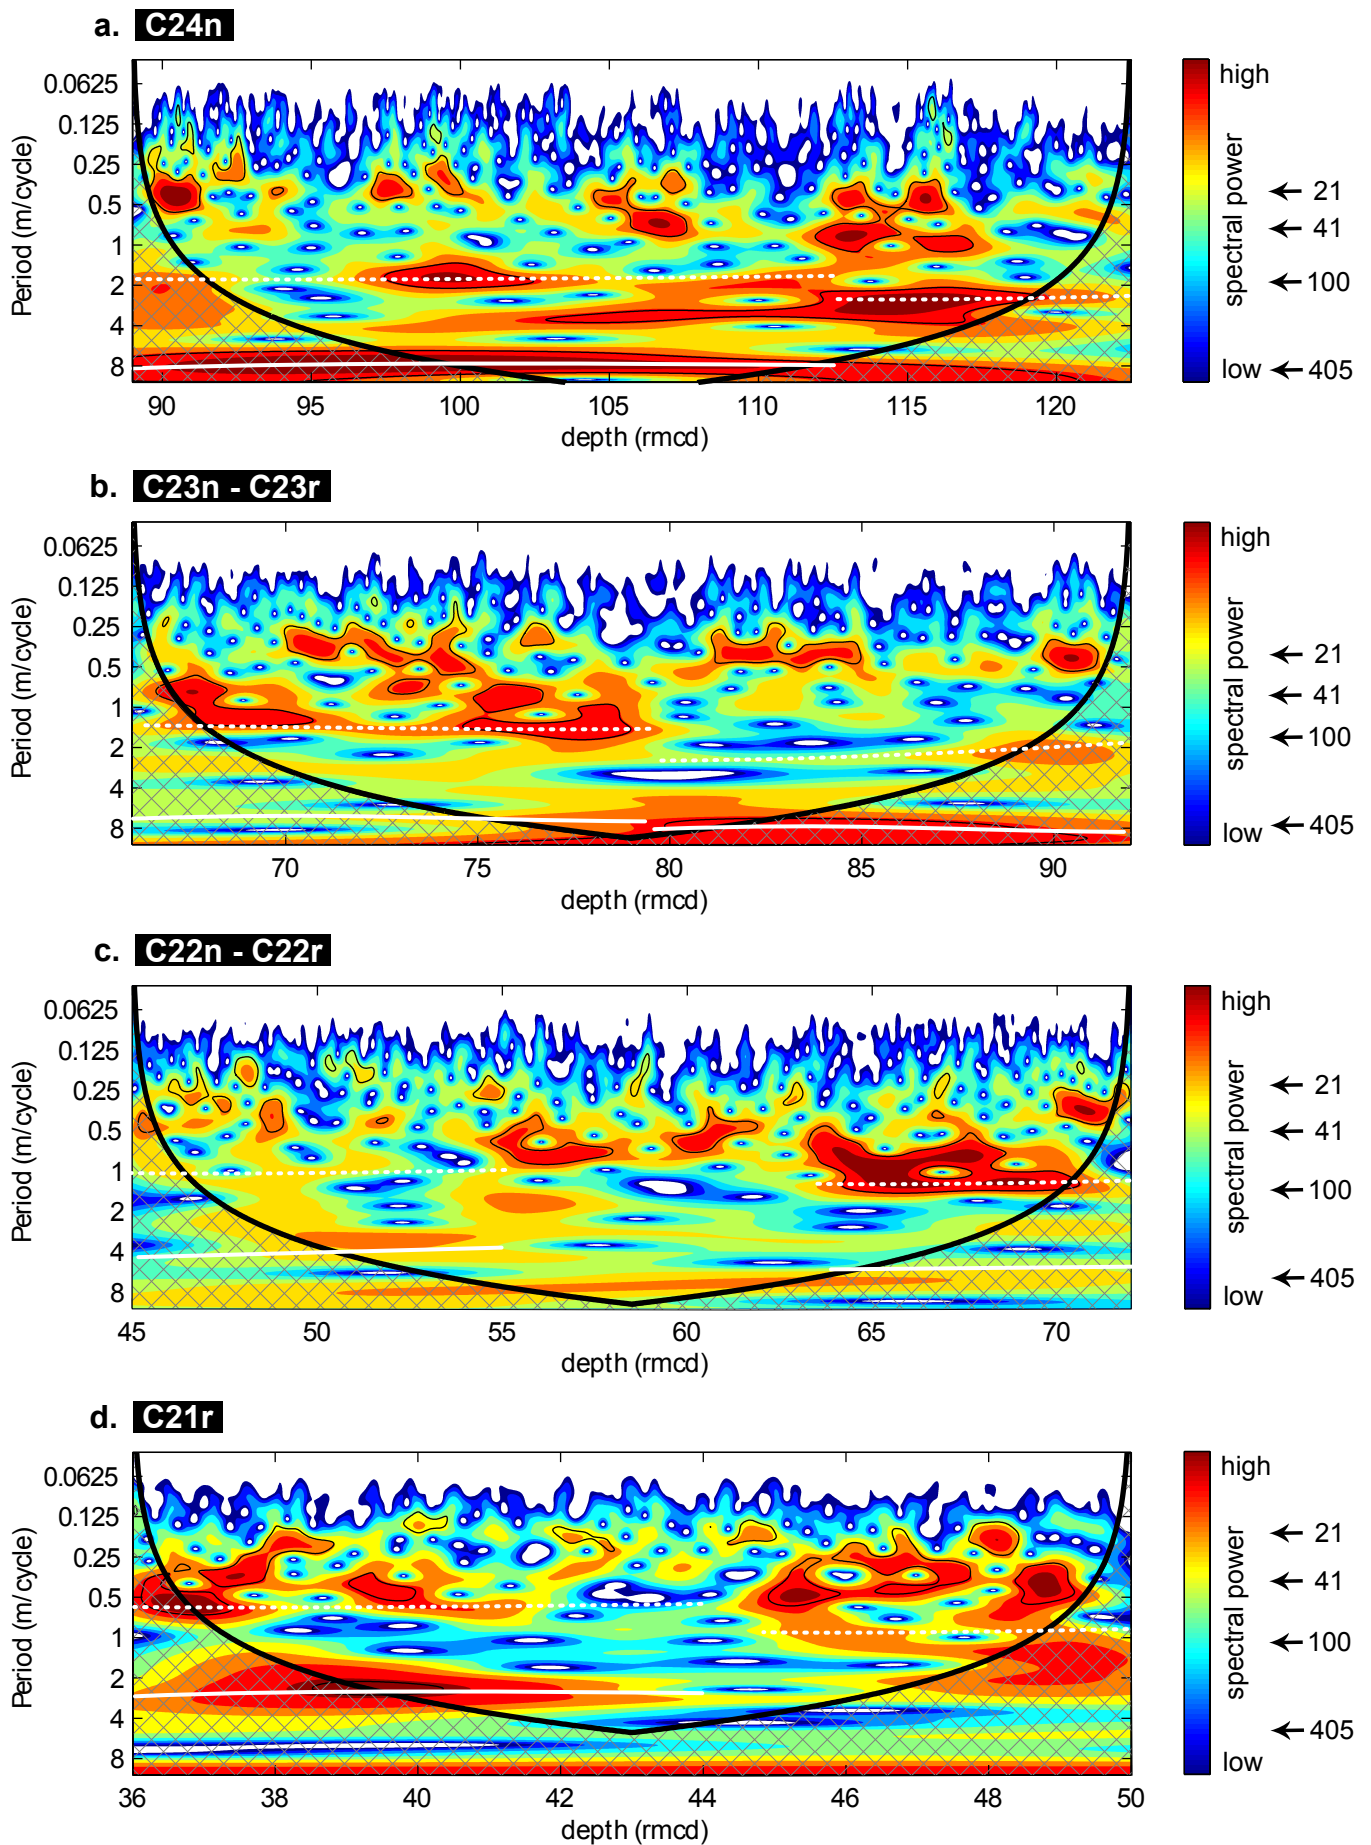 a. C24n
Period (m/cycle)
0.0625
0.125
0.25
0.5
1
2
4
8
90 95 100 105 110 115 120
depth (rmcd)
high
low
spectral power
21
41
100
405
b. C23n - C23r
Period (m/cycle)
0.0625
0.125
0.25
0.5
1
2
4
8
70 75 80 85 90
depth (rmcd)
high
low
spectral power
21
41
100
405
c. C22n - C22r
Period (m/cycle)
0.0625
0.125
0.25
0.5
1
2
4
8
45 50 55 60 65 70
depth (rmcd)
high
low
spectral power
21
41
100
405
d. C21r
Period (m/cycle)
0.0625
0.125
0.25
0.5
1
2
4
8
36 38 40 42 44 46 48 50
depth (rmcd)
high
low
spectral power
21
41
100
405